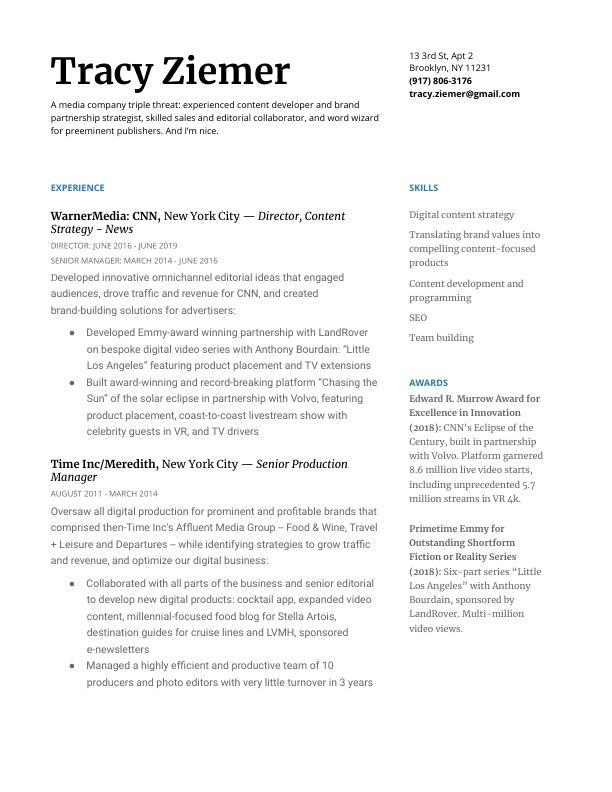 Tracy Ziemer
A media company triple threat: experienced content developer and brand
partnership strategist, skilled sales and editorial collaborator, and word wizard
for preeminent publishers. And I'm nice.
13 3rd St, Apt 2
Brooklyn, NY 11231
(917) 806-3176
tracy.ziemer@gmail.com
EXPERIENCE
WarnerMedia: CNN, New York City — Director, Content
Strategy - News
DIRECTOR: JUNE 2016 - JUNE 2019
SENIOR MANAGER: MARCH 2014 - JUNE 2016
Developed innovative omnichannel editorial ideas that engaged
audiences, drove traffic and revenue for CNN, and created
brand-building solutions for advertisers:
● Developed Emmy-award winning partnership with LandRover
on bespoke digital video series with Anthony Bourdain: “Little
Los Angeles” featuring product placement and TV extensions
● Built award-winning and record-breaking platform “Chasing the
Sun” of the solar eclipse in partnership with Volvo, featuring
product placement, coast-to-coast livestream show with
celebrity guests in VR, and TV drivers
Time Inc/Meredith, New York City — Senior Production
Manager
AUGUST 2011 - MARCH 2014
Oversaw all digital production for prominent and profitable brands that
comprised then-Time Inc's Affluent Media Group -- Food & Wine, Travel
+ Leisure and Departures -- while identifying strategies to grow traffic
and revenue, and optimize our digital business:
● Collaborated with all parts of the business and senior editorial
to develop new digital products: cocktail app, expanded video
content, millennial-focused food blog for Stella Artois,
destination guides for cruise lines and LVMH, sponsored
e-newsletters
● Managed a highly efficient and productive team of 10
producers and photo editors with very little turnover in 3 years
SKILLS
Digital content strategy
Translating brand values into
compelling content-focused
products
Content development and
programming
SEO
Team building
AWARDS
Edward R. Murrow Award for
Excellence in Innovation
(2018): CNN's Eclipse of the
Century, built in partnership
with Volvo. Platform garnered
8.6 million live video starts,
including unprecedented 5.7
million streams in VR 4k.
Primetime Emmy for
Outstanding Shortform
Fiction or Reality Series
(2018): Six-part series “Little
Los Angeles” with Anthony
Bourdain, sponsored by
LandRover. Multi-million
video views.